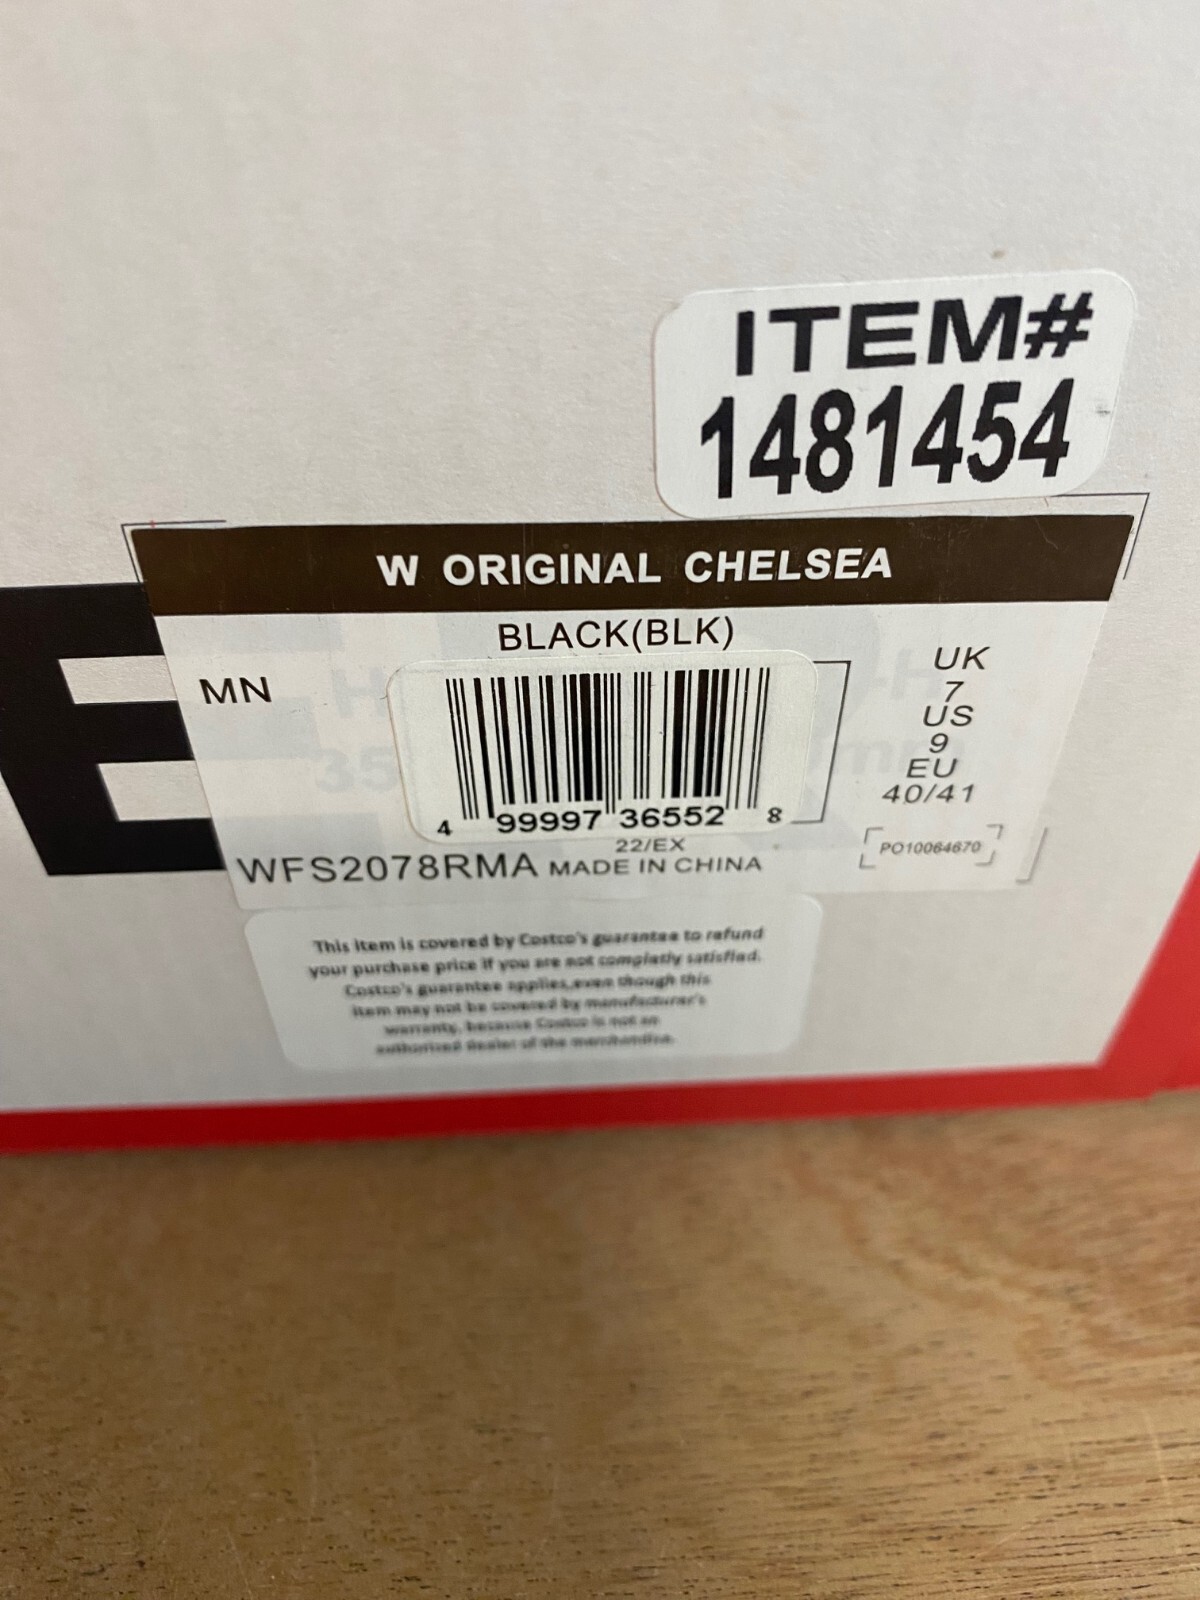 ITEM#
1481454
W ORIGINAL CHELSEA
BLACK(BLK)
MN
UK
7
US
9
EU
40/41
4 99997 36552 8
22/EX
WFS2078RMA MADE IN CHINA
PO10064670
E
This item is covered by Costco's guarantee to refund
your purchase price if you are not completly satisfied.
Costco's guarantee applies, even though this
item may not be covered by manufacturer's
warranty, because Costco is not an
authorized dealer of the merchandise.